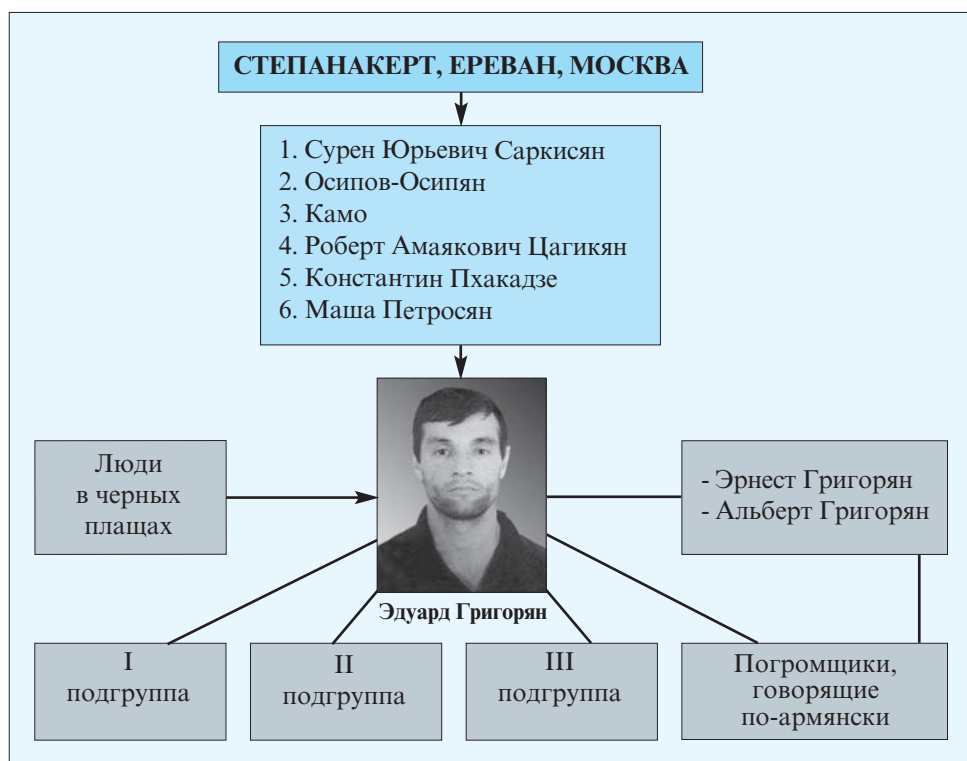 СТЕПАНАКЕРТ, ЕРЕВАН, МОСКВА
1. Сурен Юрьевич Саркисян
2. Осипов-Осипян
3. Камо
4. Роберт Амаякович Цагикян
5. Константин Пхакадзе
6. Маша Петросян
Люди
в черных
плащах
- Эрнест Григорян
- Альберт Григорян
Эдуард Григорян
I
подгруппа
II
подгруппа
III
подгруппа
Погромщики,
говорящие
по-армянски